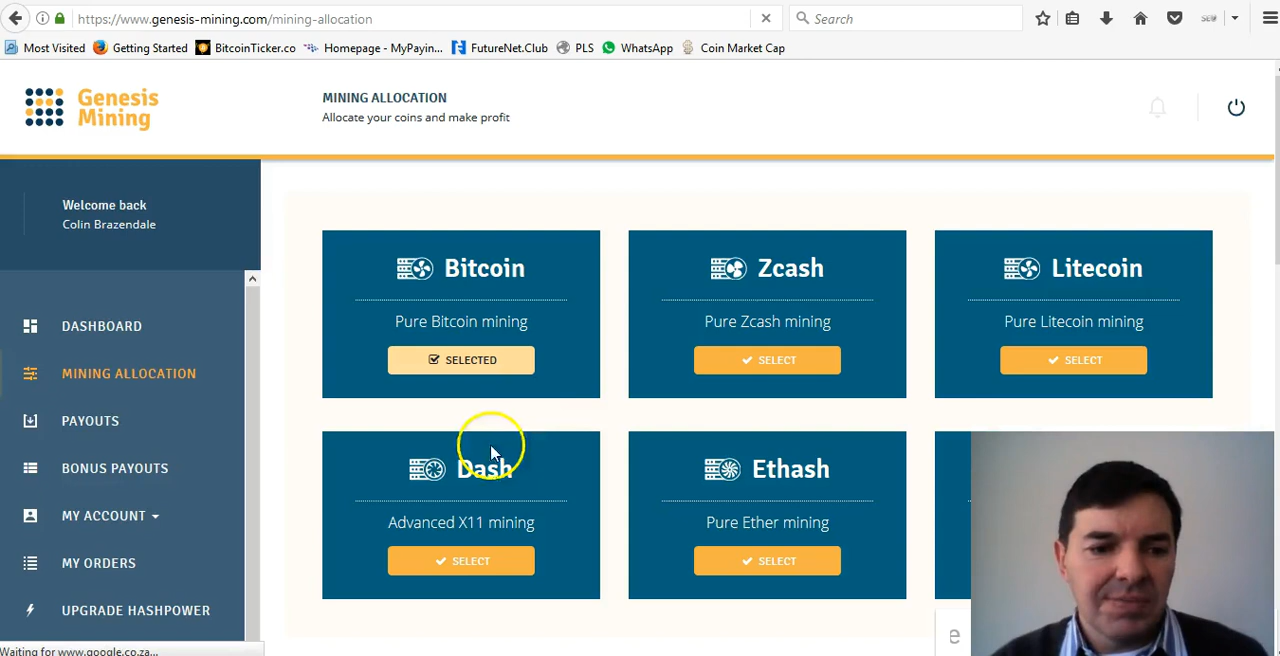 https://www.genesis-mining.com/mining-allocation
Search
Most Visited
Getting Started
BitcoinTicker.co
Homepage - MyPayin,...
FutureNet.Club
PLS
WhatsApp
Coin Market Cap
Genesis
Mining
MINING ALLOCATION
Allocate your coins and make profit
Welcome back
Colin Brazendale
DASHBOARD
MINING ALLOCATION
PAYOUTS
BONUS PAYOUTS
MY ACCOUNT
MY ORDERS
UPGRADE HASHPOWER
Bitcoin
Pure Bitcoin mining
SELECTED
Zcash
Pure Zcash mining
SELECT
Litecoin
Pure Litecoin mining
SELECT
Dash
Advanced X11 mining
SELECT
Ethash
Pure Ether mining
SELECT
e
Waiting for www.google.co.za...